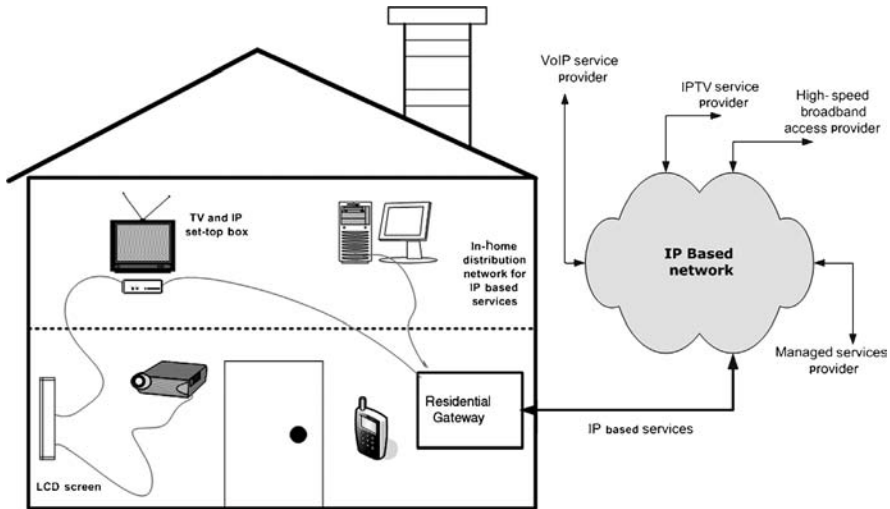 VoIP service
provider
IPTV service
provider
High-speed
broadband
access provider
TV and IP
set-top box
In-home
distribution
network for
IP based
services
IP Based
network
Managed services
provider
Residential
Gateway
IP based services
LCD screen